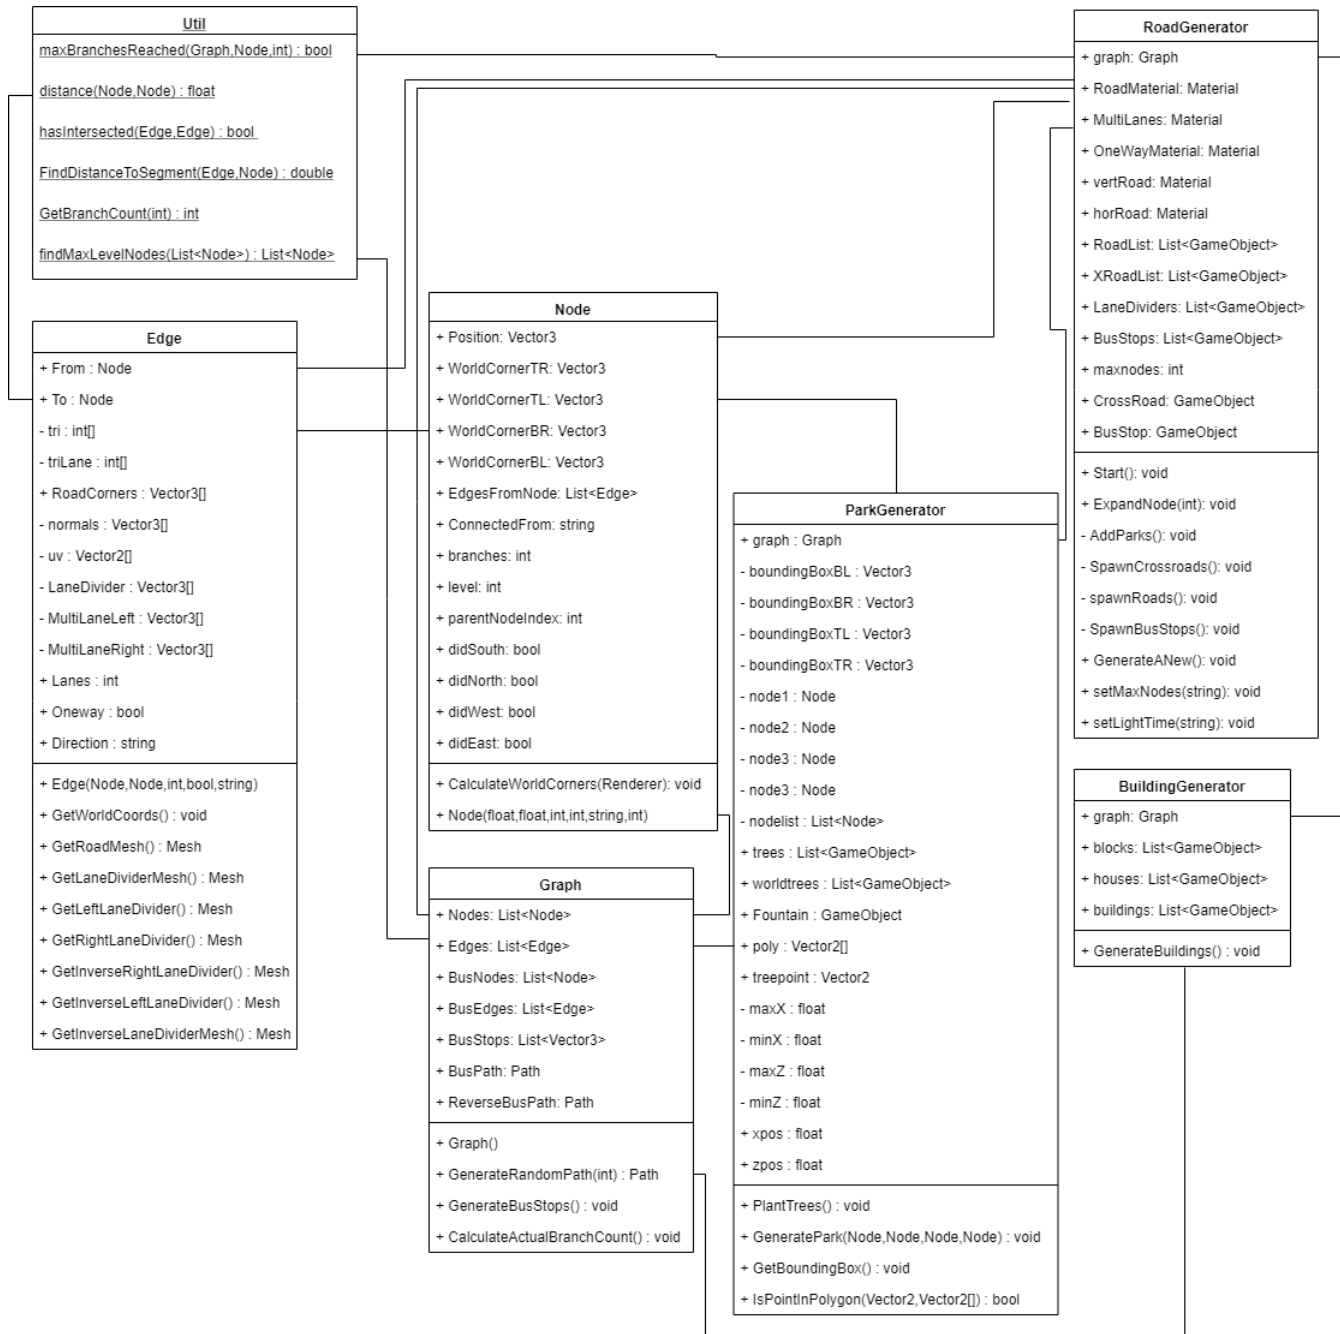 Util
maxBranchesReached(Graph,Node,int) : bool
distance(Node,Node) : float
hasIntersected(Edge,Edge) : bool
FindDistanceToSegment(Edge,Node) : double
GetBranchCount(int) : int
findMaxLevelNodes(List<Node>) : List<Node>
Edge
+ From : Node
+ To : Node
- tri : int[]
- triLane : int[]
+ RoadCorners : Vector3[]
- normals : Vector3[]
- uv : Vector2[]
- LaneDivider : Vector3[]
- MultiLaneLeft : Vector3[]
- MultiLaneRight : Vector3[]
+ Lanes : int
+ Oneway : bool
+ Direction : string
+ Edge(Node,Node,int,bool,string)
+ GetWorldCoords() : void
+ GetRoadMesh() : Mesh
+ GetLaneDividerMesh() : Mesh
+ GetLeftLaneDivider() : Mesh
+ GetRightLaneDivider() : Mesh
+ GetInverseRightLaneDivider() : Mesh
+ GetInverseLeftLaneDivider() : Mesh
+ GetInverseLaneDividerMesh() : Mesh
Node
+ Position: Vector3
+ WorldCornerTR: Vector3
+ WorldCornerTL: Vector3
+ WorldCornerBR: Vector3
+ WorldCornerBL: Vector3
+ EdgesFromNode: List<Edge>
+ ConnectedFrom: string
+ branches: int
+ level: int
+ parentNodeIndex: int
+ didSouth: bool
+ didNorth: bool
+ didWest: bool
+ didEast: bool
+ CalculateWorldCorners(Renderer): void
+ Node(float,float,int,int,string,int)
Graph
+ Nodes: List<Node>
+ Edges: List<Edge>
+ BusNodes: List<Node>
+ BusEdges: List<Edge>
+ BusStops: List<Vector3>
+ BusPath: Path
+ ReverseBusPath: Path
+ Graph()
+ GenerateRandomPath(int) : Path
+ GenerateBusStops() : void
+ CalculateActualBranchCount() : void
ParkGenerator
+ graph : Graph
- boundingBoxBL : Vector3
- boundingBoxBR : Vector3
- boundingBoxTL : Vector3
- boundingBoxTR : Vector3
- node1 : Node
- node2 : Node
- node3 : Node
- node3 : Node
- nodelist : List<Node>
+ trees : List<GameObject>
+ worldtrees : List<GameObject>
+ Fountain : GameObject
+ poly : Vector2[]
+ treepoint : Vector2
- maxX : float
- minX : float
- maxZ : float
- minZ : float
+ xpos : float
+ zpos : float
+ PlantTrees() : void
+ GeneratePark(Node,Node,Node,Node) : void
+ GetBoundingBox() : void
+ IsPointInPolygon(Vector2,Vector2[]) : bool
RoadGenerator
+ graph: Graph
+ RoadMaterial: Material
+ MultiLanes: Material
+ OneWayMaterial: Material
+ vertRoad: Material
+ horRoad: Material
+ RoadList: List<GameObject>
+ XRoadList: List<GameObject>
+ LaneDividers: List<GameObject>
+ BusStops: List<GameObject>
+ maxnodes: int
+ CrossRoad: GameObject
+ BusStop: GameObject
+ Start(): void
+ ExpandNode(int): void
- AddParks(): void
- SpawnCrossroads(): void
- spawnRoads(): void
- SpawnBusStops(): void
+ GenerateANew(): void
+ setMaxNodes(string): void
+ setLightTime(string): void
BuildingGenerator
+ graph: Graph
+ blocks: List<GameObject>
+ houses: List<GameObject>
+ buildings: List<GameObject>
+ GenerateBuildings() : void